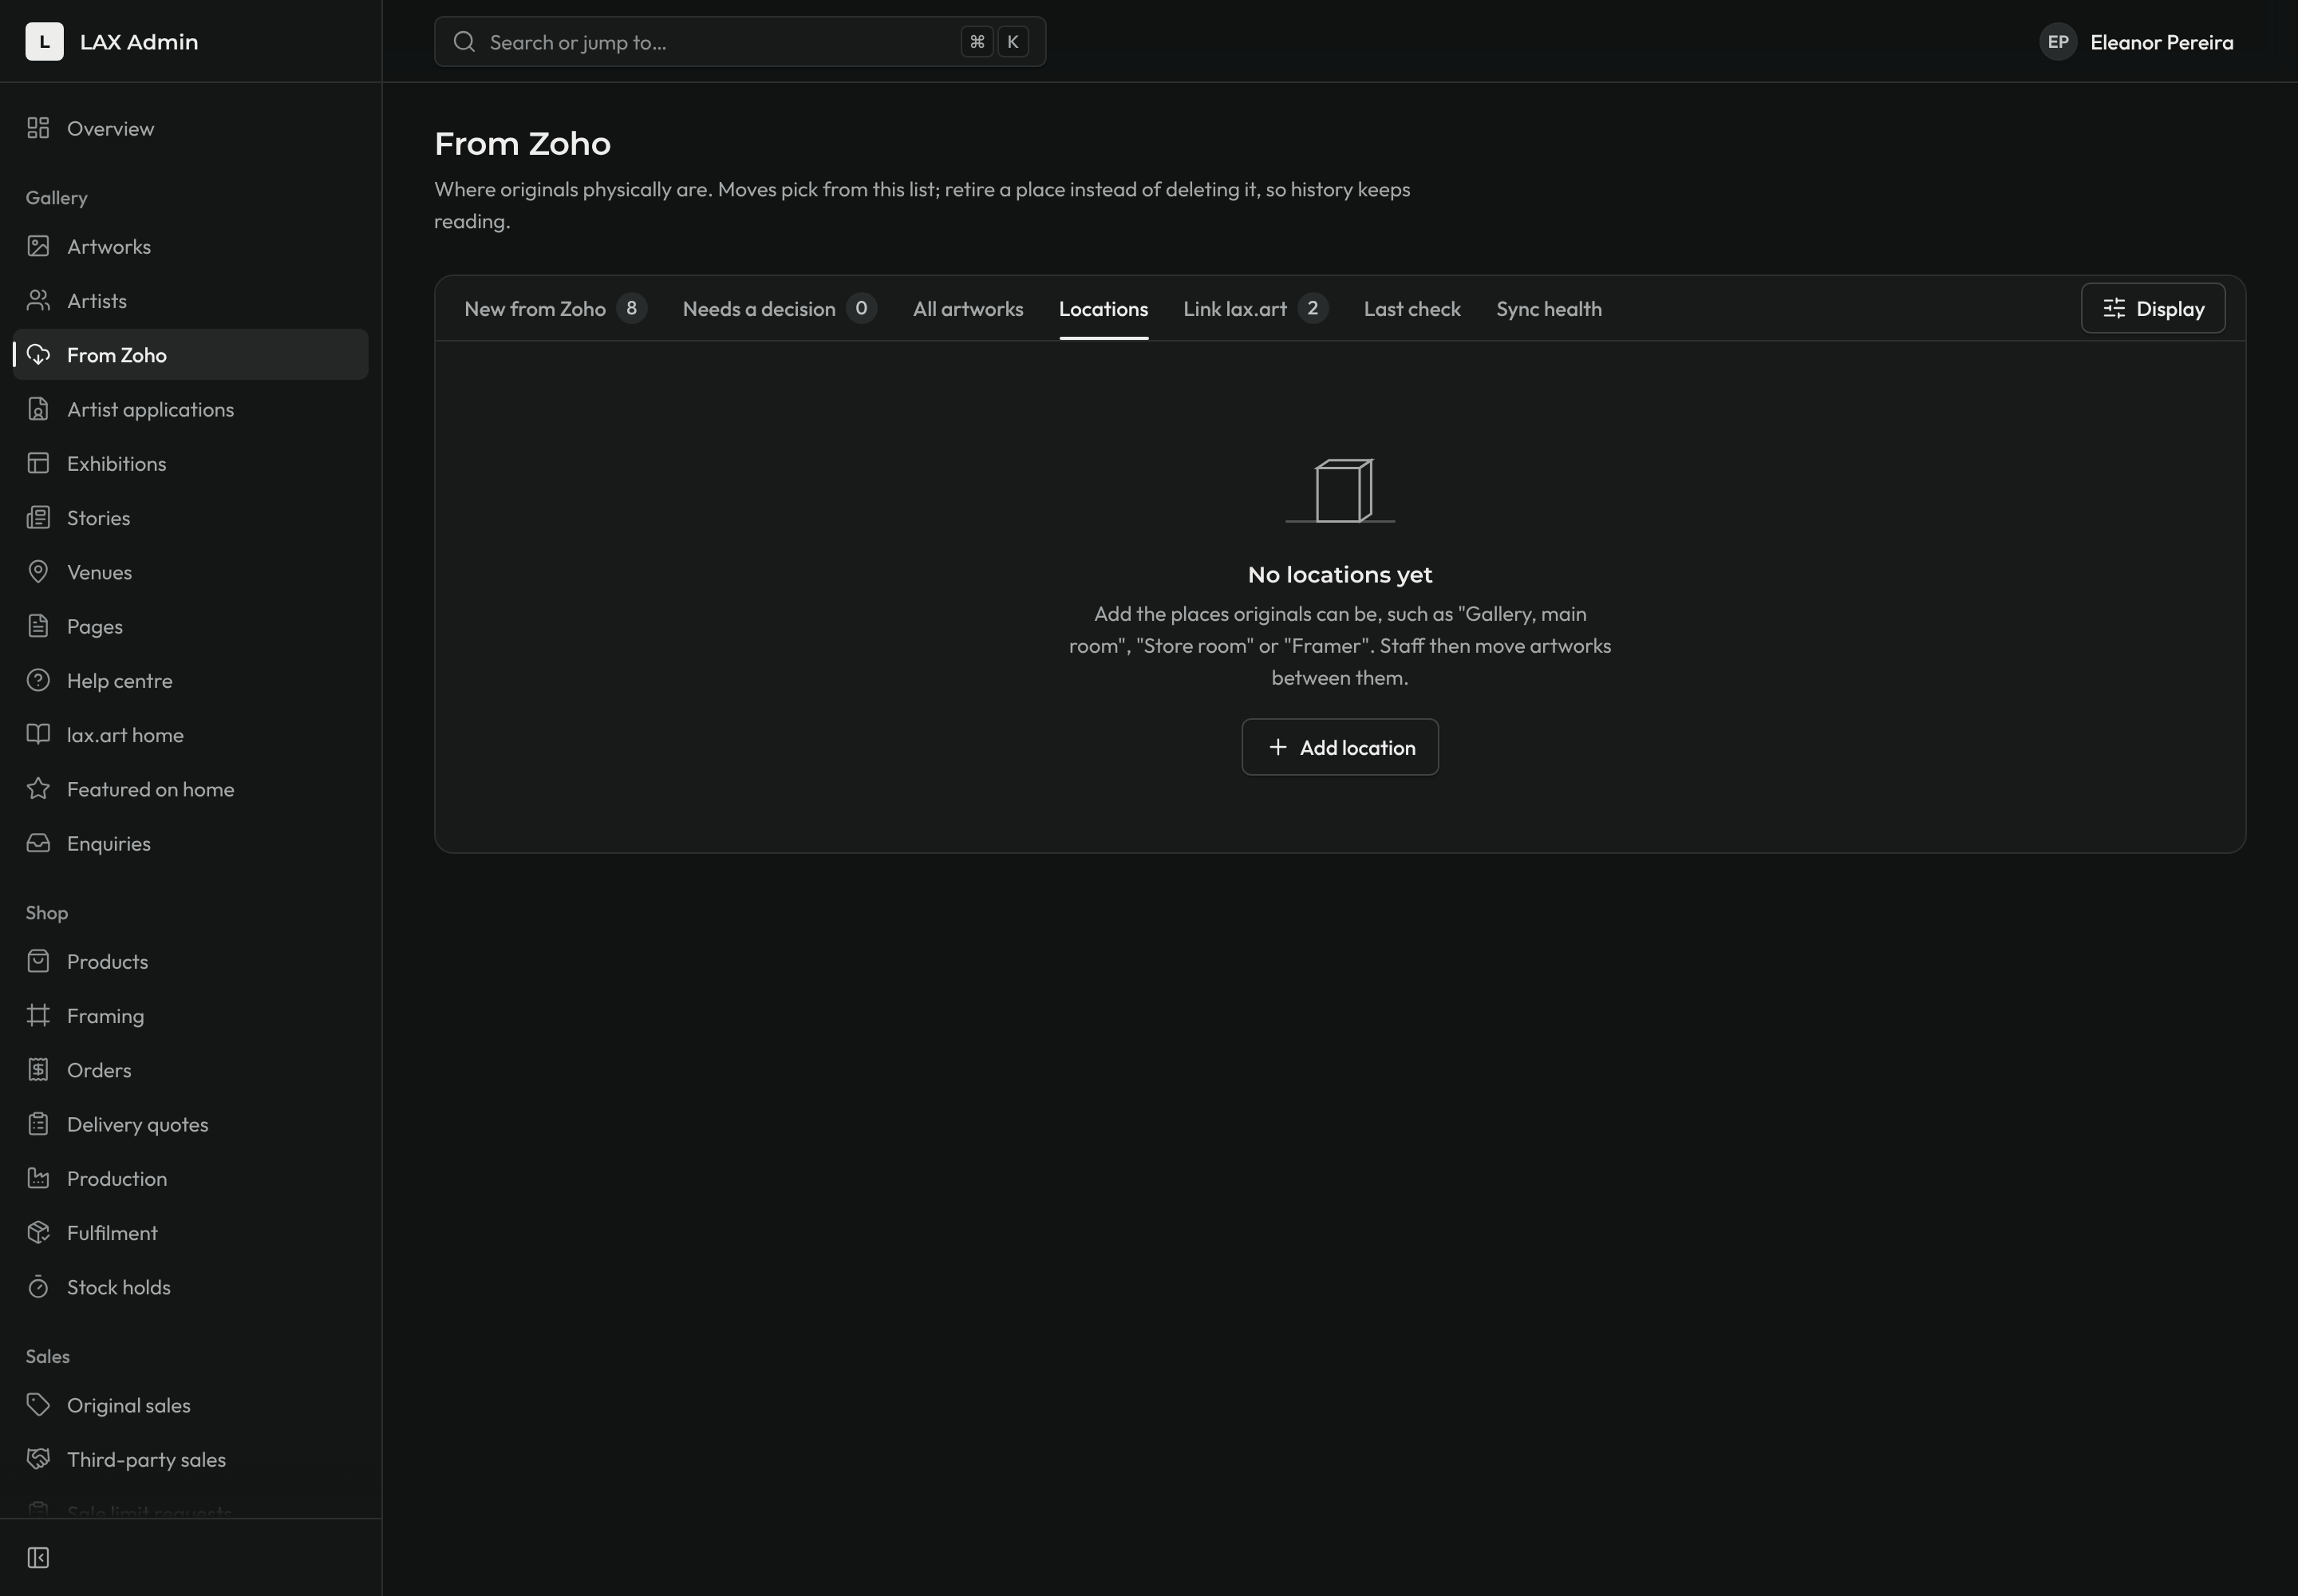 L
LAX Admin
Search or jump to...
⌘ K
EP
Eleanor Pereira
Overview
Gallery
Artworks
Artists
From Zoho
Artist applications
Exhibitions
Stories
Venues
Pages
Help centre
lax.art home
Featured on home
Enquiries
Shop
Products
Framing
Orders
Delivery quotes
Production
Fulfilment
Stock holds
Sales
Original sales
Third-party sales
Sale limit requests
From Zoho
Where originals physically are. Moves pick from this list; retire a place instead of deleting it, so history keeps
reading.
New from Zoho 8
Needs a decision 0
All artworks
Locations
Link lax.art 2
Last check
Sync health
Display
No locations yet
Add the places originals can be, such as "Gallery, main
room", "Store room" or "Framer". Staff then move artworks
between them.
+ Add location